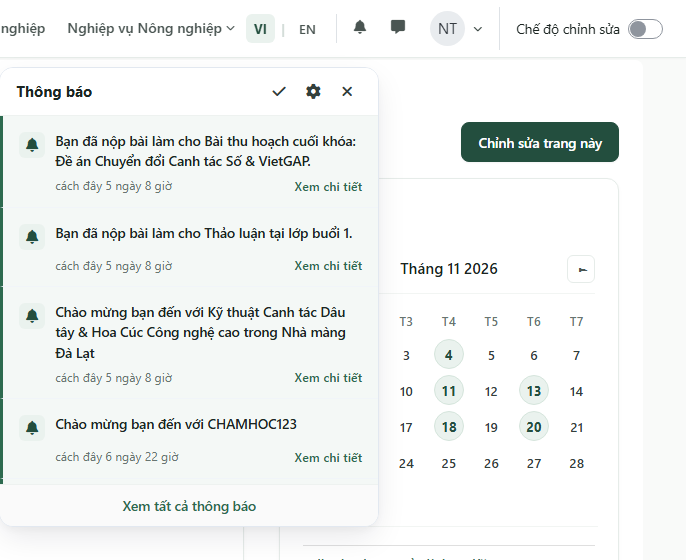 nghiệp Nghiệp vụ Nông nghiệp VI | EN NT Chế độ chỉnh sửa
Thông báo
Bạn đã nộp bài làm cho Bài thu hoạch cuối khóa:
Đề án Chuyển đổi Canh tác Số & VietGAP.
cách đây 5 ngày 8 giờ Xem chi tiết
Bạn đã nộp bài làm cho Thảo luận tại lớp buổi 1.
cách đây 5 ngày 8 giờ Xem chi tiết
Chào mừng bạn đến với Kỹ thuật Canh tác Dâu
tây & Hoa Cúc Công nghệ cao trong Nhà màng
Đà Lạt
cách đây 5 ngày 8 giờ Xem chi tiết
Chào mừng bạn đến với CHAMHOC123
cách đây 6 ngày 22 giờ Xem chi tiết
Xem tất cả thông báo
Chỉnh sửa trang này
Tháng 11 2026
T3 T4 T5 T6 T7
3 4 5 6 7
10 11 12 13 14
17 18 19 20 21
24 25 26 27 28